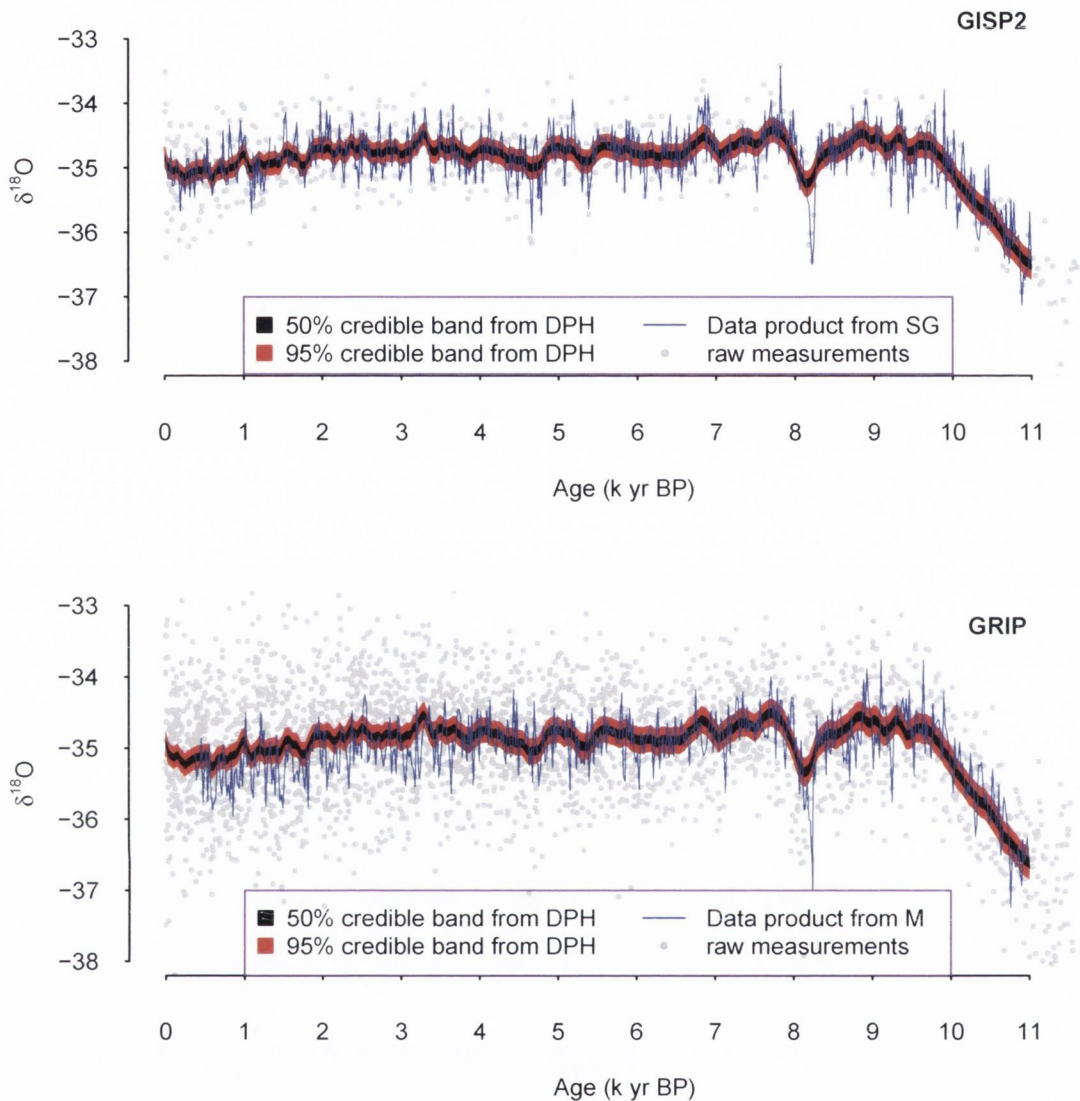 GISP2
−33
−34
−35
−36
−37
−38
δ18O
50% credible band from DPH
Data product from SG
95% credible band from DPH
raw measurements
0 1 2 3 4 5 6 7 8 9 10 11
Age (k yr BP)
GRIP
−33
−34
−35
−36
−37
−38
δ18O
50% credible band from DPH
Data product from M
95% credible band from DPH
raw measurements
0 1 2 3 4 5 6 7 8 9 10 11
Age (k yr BP)